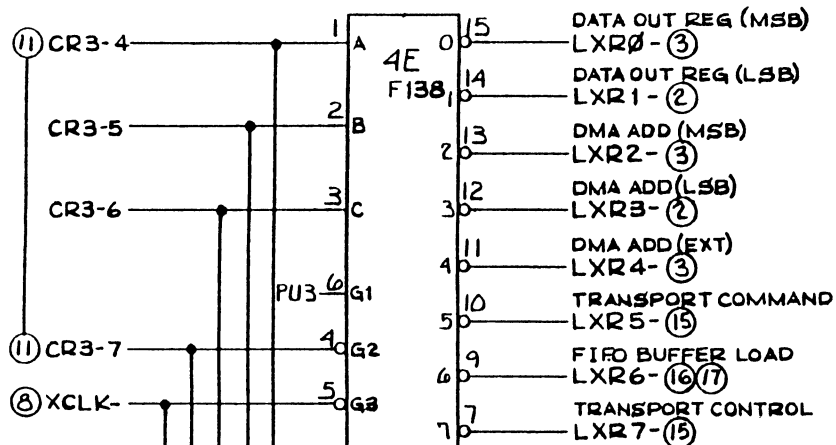 DATA OUT REG (MSB)
⑪ CR3-4 1 A 4E 0 15 LXRØ-③
F138
14 DATA OUT REG (LSB)
1 LXR1-②
CR3-5 2 B
13 DMA ADD (MSB)
2 LXR2-③
CR3-6 3 C
12 DMA ADD (LSB)
3 LXR3-②
11 DMA ADD (EXT)
4 LXR4-③
PU3 6 G1
10 TRANSPORT COMMAND
5 LXR5-⑮
⑪ CR3-7 4 G2
9 FIFO BUFFER LOAD
6 LXR6-⑯⑰
⑧ XCLK- 5 G3
7 TRANSPORT CONTROL
7 LXR7-⑮